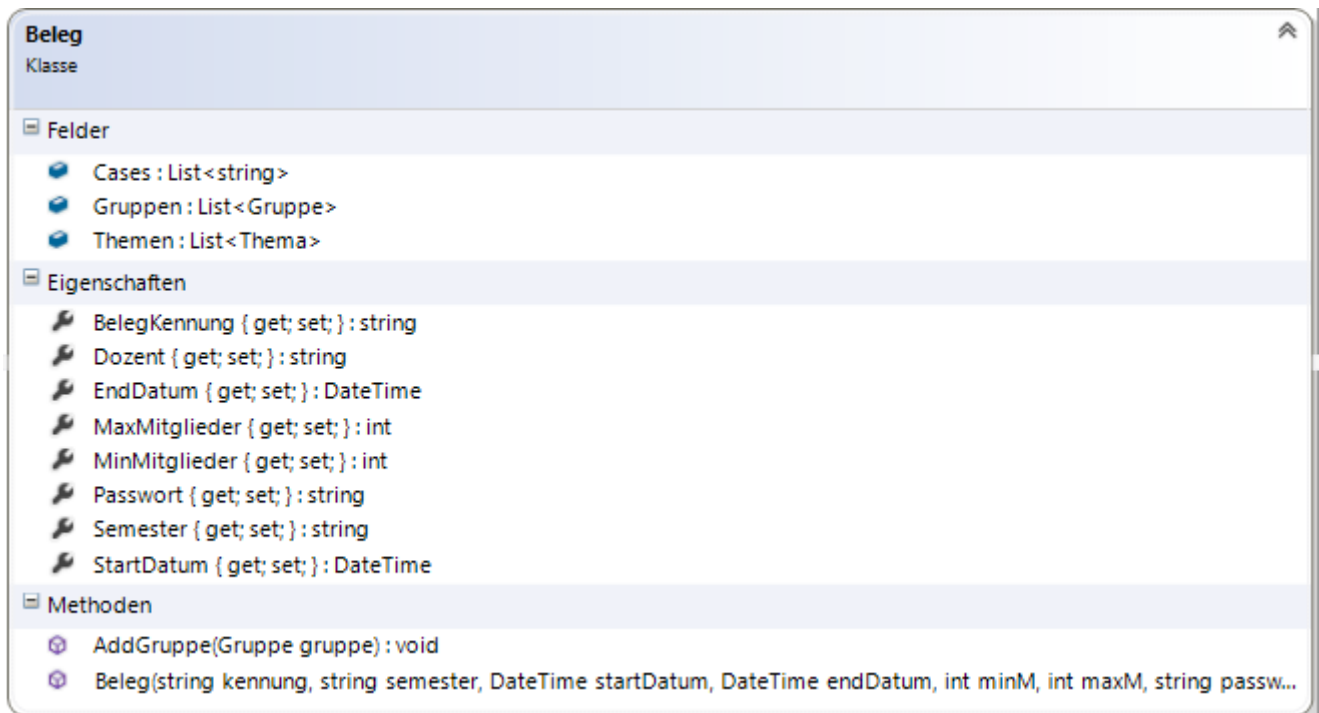 Beleg
Klasse
Felder
Cases : List<string>
Gruppen : List<Gruppe>
Themen : List<Thema>
Eigenschaften
BelegKennung { get; set; } : string
Dozent { get; set; } : string
EndDatum { get; set; } : DateTime
MaxMitglieder { get; set; } : int
MinMitglieder { get; set; } : int
Passwort { get; set; } : string
Semester { get; set; } : string
StartDatum { get; set; } : DateTime
Methoden
AddGruppe(Gruppe gruppe) : void
Beleg(string kennung, string semester, DateTime startDatum, DateTime endDatum, int minM, int maxM, string passw...